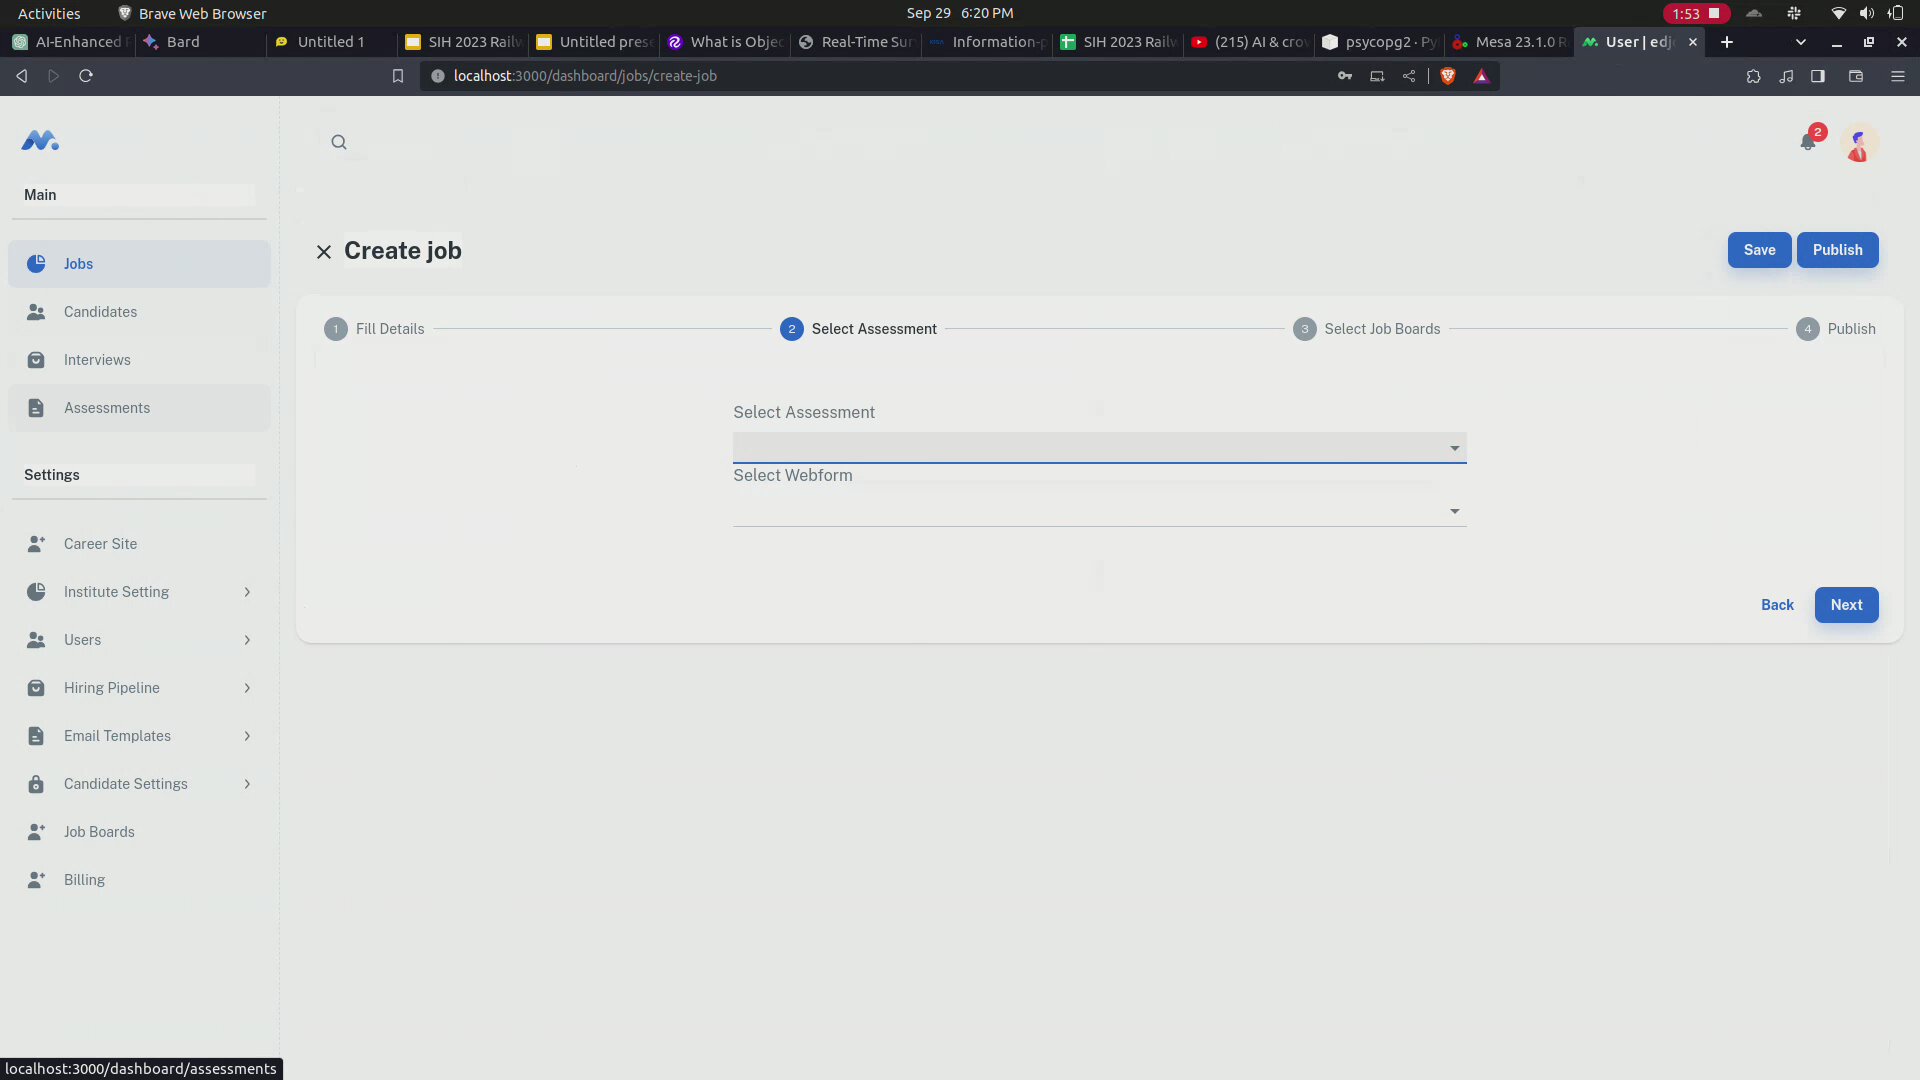 Activities
Brave Web Browser
Sep 29 6:20 PM
1:53
AI-Enhanced
Bard
Untitled 1
SIH 2023 Railw
Untitled prese
What is Objec
Real-Time Sur
Information-p
SIH 2023 Railw
(215) AI & crow
psycopg2 · Py
Mesa 23.1.0 R
User | edjo
localhost:3000/dashboard/jobs/create-job
2
Main
Jobs
Candidates
Interviews
Assessments
Settings
Career Site
Institute Setting
Users
Hiring Pipeline
Email Templates
Candidate Settings
Job Boards
Billing
Create job
Save
Publish
1 Fill Details
2 Select Assessment
3 Select Job Boards
4 Publish
Select Assessment
Select Webform
Back
Next
localhost:3000/dashboard/assessments